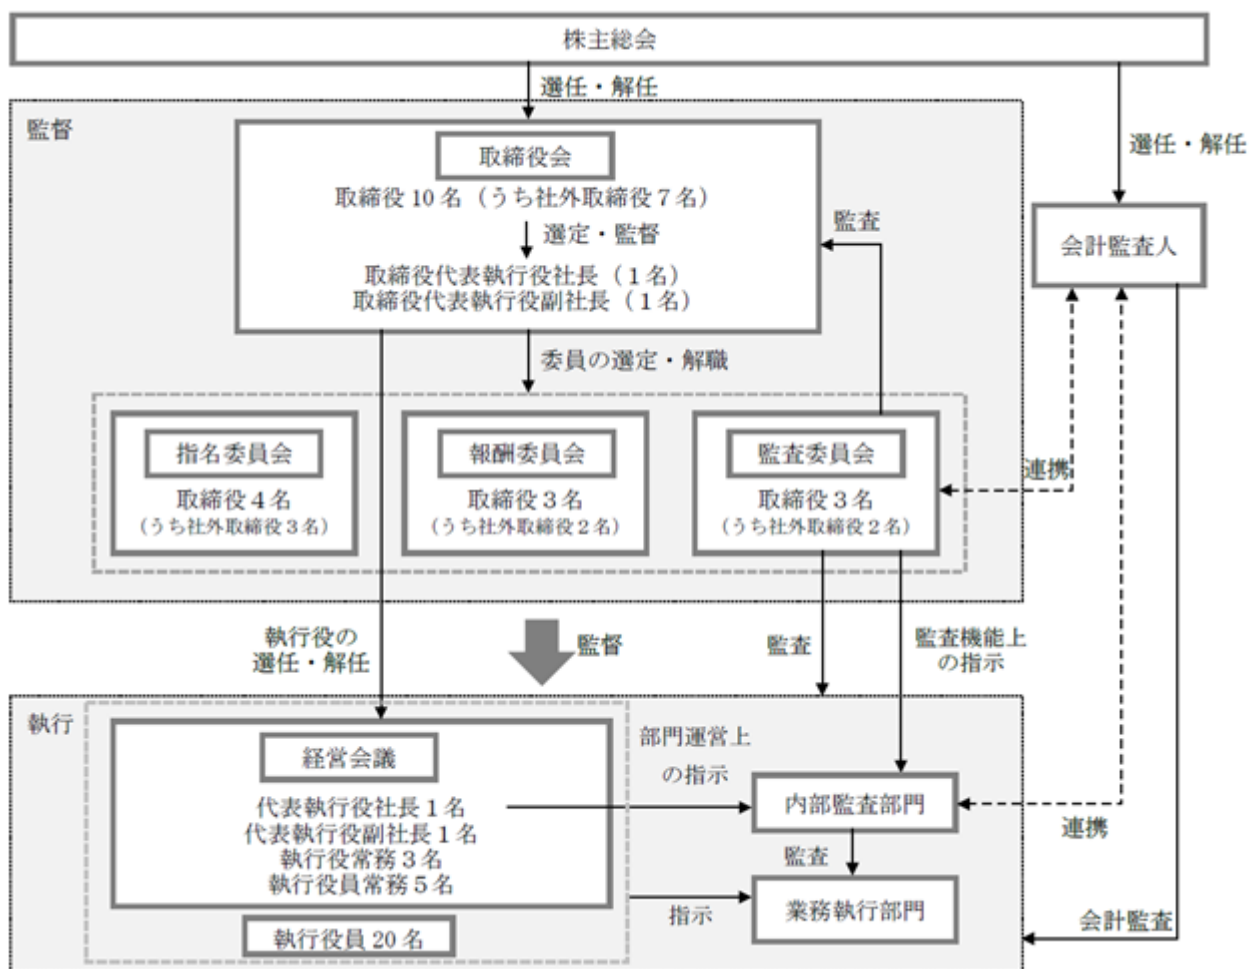 株主総会
選任・解任
監督
取締役会
選任・解任
取締役 10 名（うち社外取締役 7 名）
選定・監督
監査
会計監査人
取締役代表執行役社長（1 名）
取締役代表執行役副社長（1 名）
委員の選定・解職
指名委員会
報酬委員会
監査委員会
連携
取締役 4 名
（うち社外取締役 3 名）
取締役 3 名
（うち社外取締役 2 名）
取締役 3 名
（うち社外取締役 2 名）
執行役の
選任・解任
監督
監査
監査機能上
の指示
執行
部門運営上
の指示
経営会議
代表執行役社長 1 名
代表執行役副社長 1 名
執行役常務 3 名
執行役員常務 5 名
内部監査部門
連携
監査
業務執行部門
指示
会計監査
執行役員 20 名